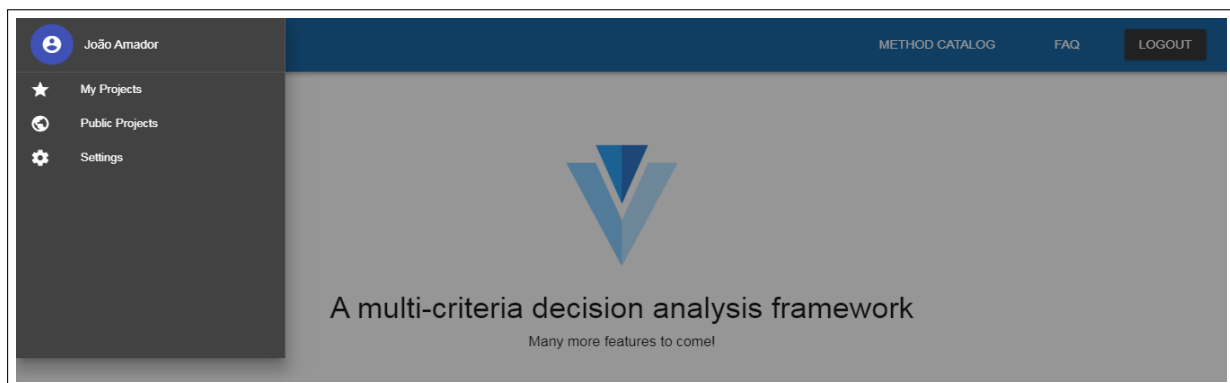 João Amador
METHOD CATALOG
FAQ
LOGOUT
My Projects
Public Projects
Settings
A multi-criteria decision analysis framework
Many more features to come!